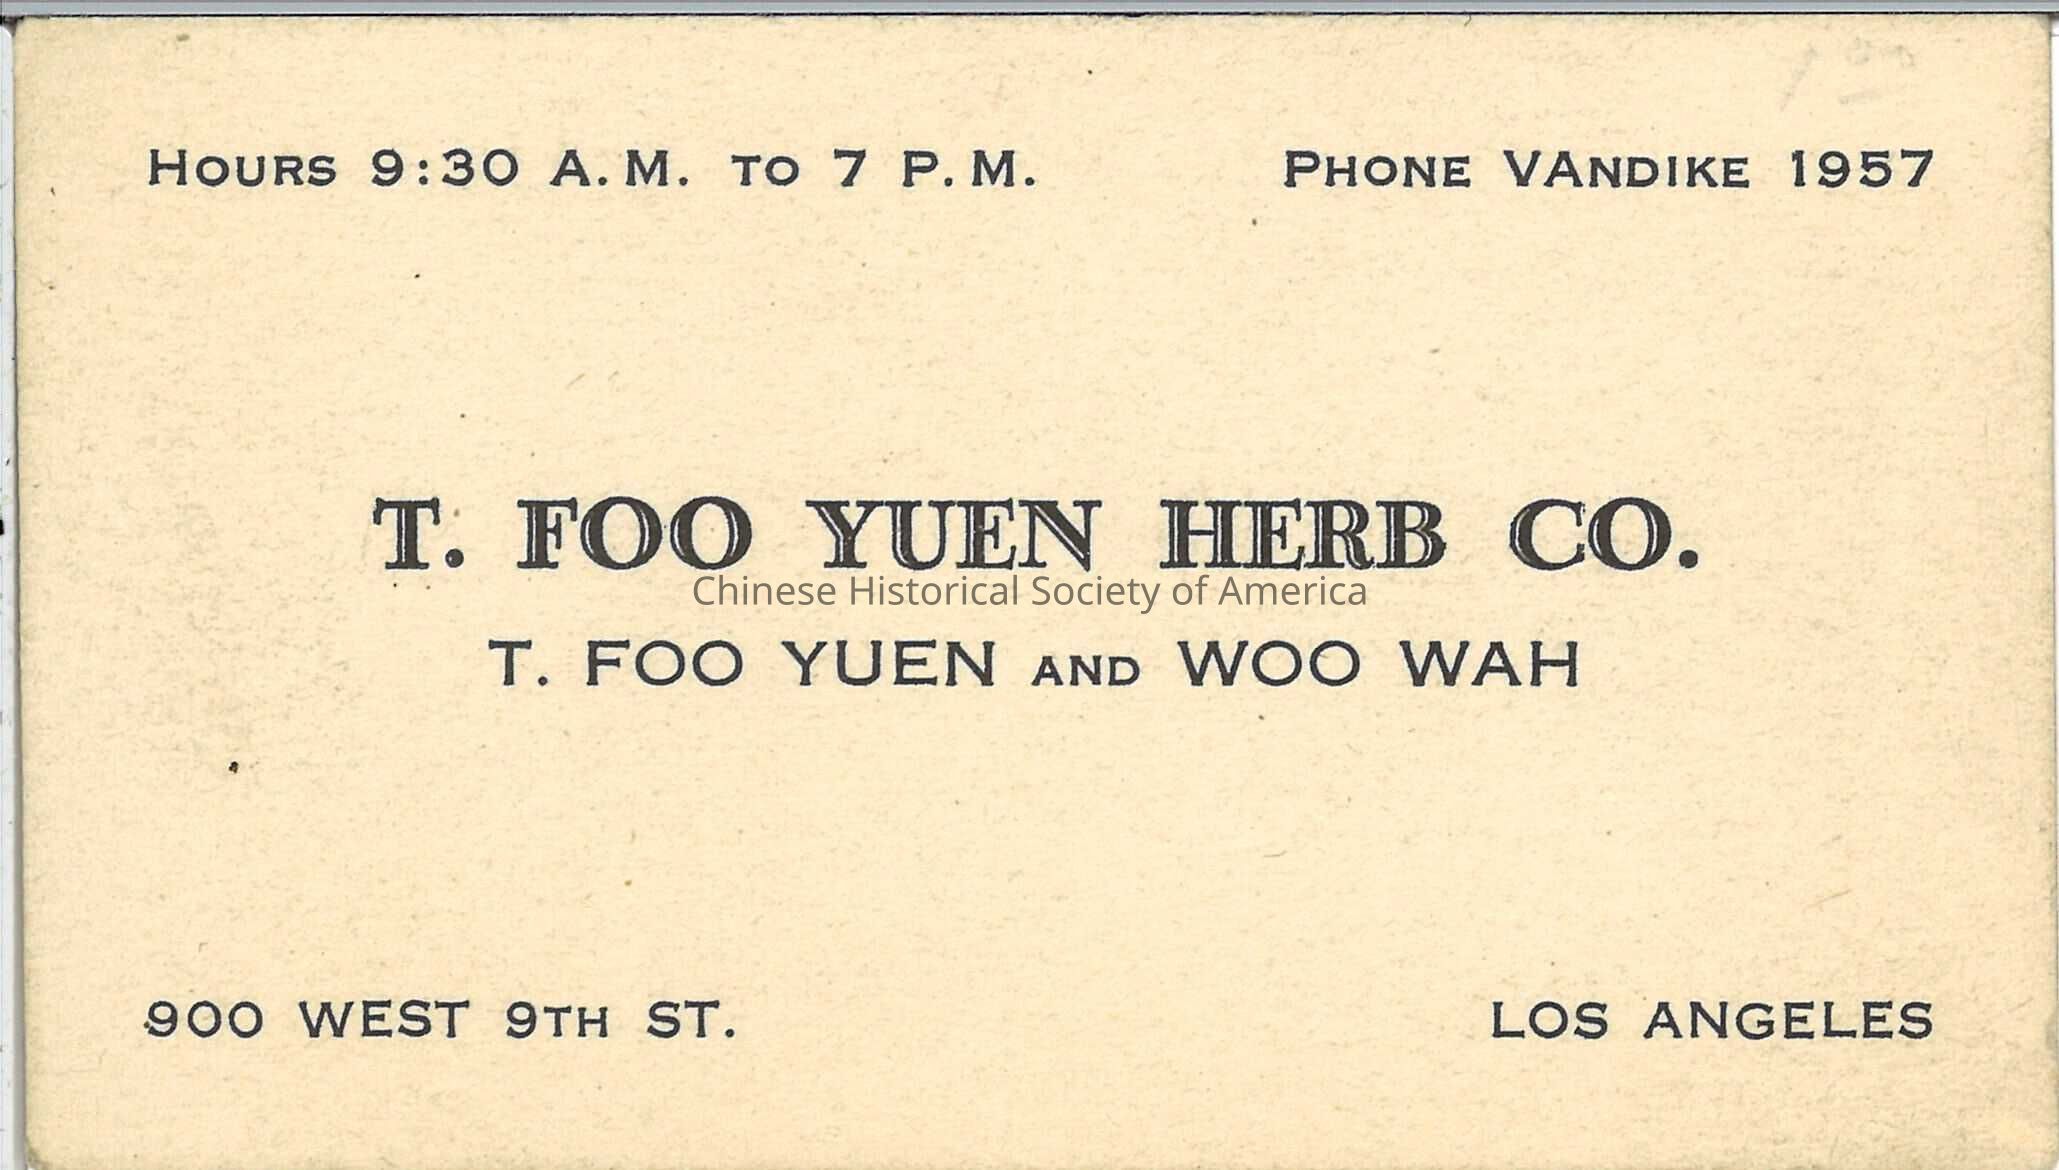 HOURS 9:30 A.M. TO 7 P.M. PHONE VANDIKE 1957
T. FOO YUEN HERB CO.
Chinese Historical Society of America
T. FOO YUEN AND WOO WAH
900 WEST 9TH ST. LOS ANGELES